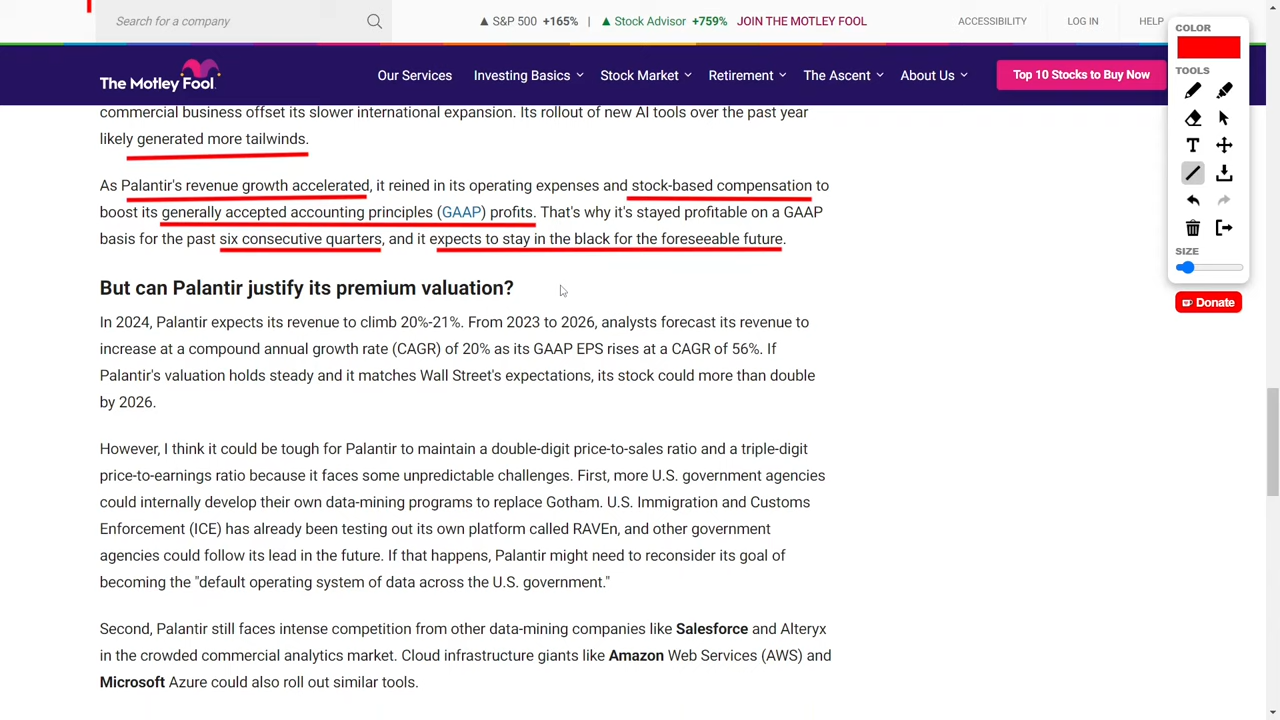 Search for a company
▲ S&P 500 +165% | ▲ Stock Advisor +759% JOIN THE MOTLEY FOOL
ACCESSIBILITY LOG IN HELP
The Motley Fool
Our Services Investing Basics Stock Market Retirement The Ascent About Us Top 10 Stocks to Buy Now
COLOR
TOOLS
T
SIZE
Donate
commercial business offset its slower international expansion. Its rollout of new AI tools over the past year
likely generated more tailwinds.
As Palantir's revenue growth accelerated, it reined in its operating expenses and stock-based compensation to
boost its generally accepted accounting principles (GAAP) profits. That's why it's stayed profitable on a GAAP
basis for the past six consecutive quarters, and it expects to stay in the black for the foreseeable future.
But can Palantir justify its premium valuation?
In 2024, Palantir expects its revenue to climb 20%-21%. From 2023 to 2026, analysts forecast its revenue to
increase at a compound annual growth rate (CAGR) of 20% as its GAAP EPS rises at a CAGR of 56%. If
Palantir's valuation holds steady and it matches Wall Street's expectations, its stock could more than double
by 2026.
However, I think it could be tough for Palantir to maintain a double-digit price-to-sales ratio and a triple-digit
price-to-earnings ratio because it faces some unpredictable challenges. First, more U.S. government agencies
could internally develop their own data-mining programs to replace Gotham. U.S. Immigration and Customs
Enforcement (ICE) has already been testing out its own platform called RAVEn, and other government
agencies could follow its lead in the future. If that happens, Palantir might need to reconsider its goal of
becoming the "default operating system of data across the U.S. government."
Second, Palantir still faces intense competition from other data-mining companies like Salesforce and Alteryx
in the crowded commercial analytics market. Cloud infrastructure giants like Amazon Web Services (AWS) and
Microsoft Azure could also roll out similar tools.